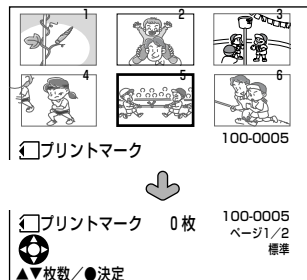 1 2 3
4 5 6
プリントマーク 100-0005
プリントマーク 0枚 100-0005
ページ1/2
標準
▲▼枚数/●決定